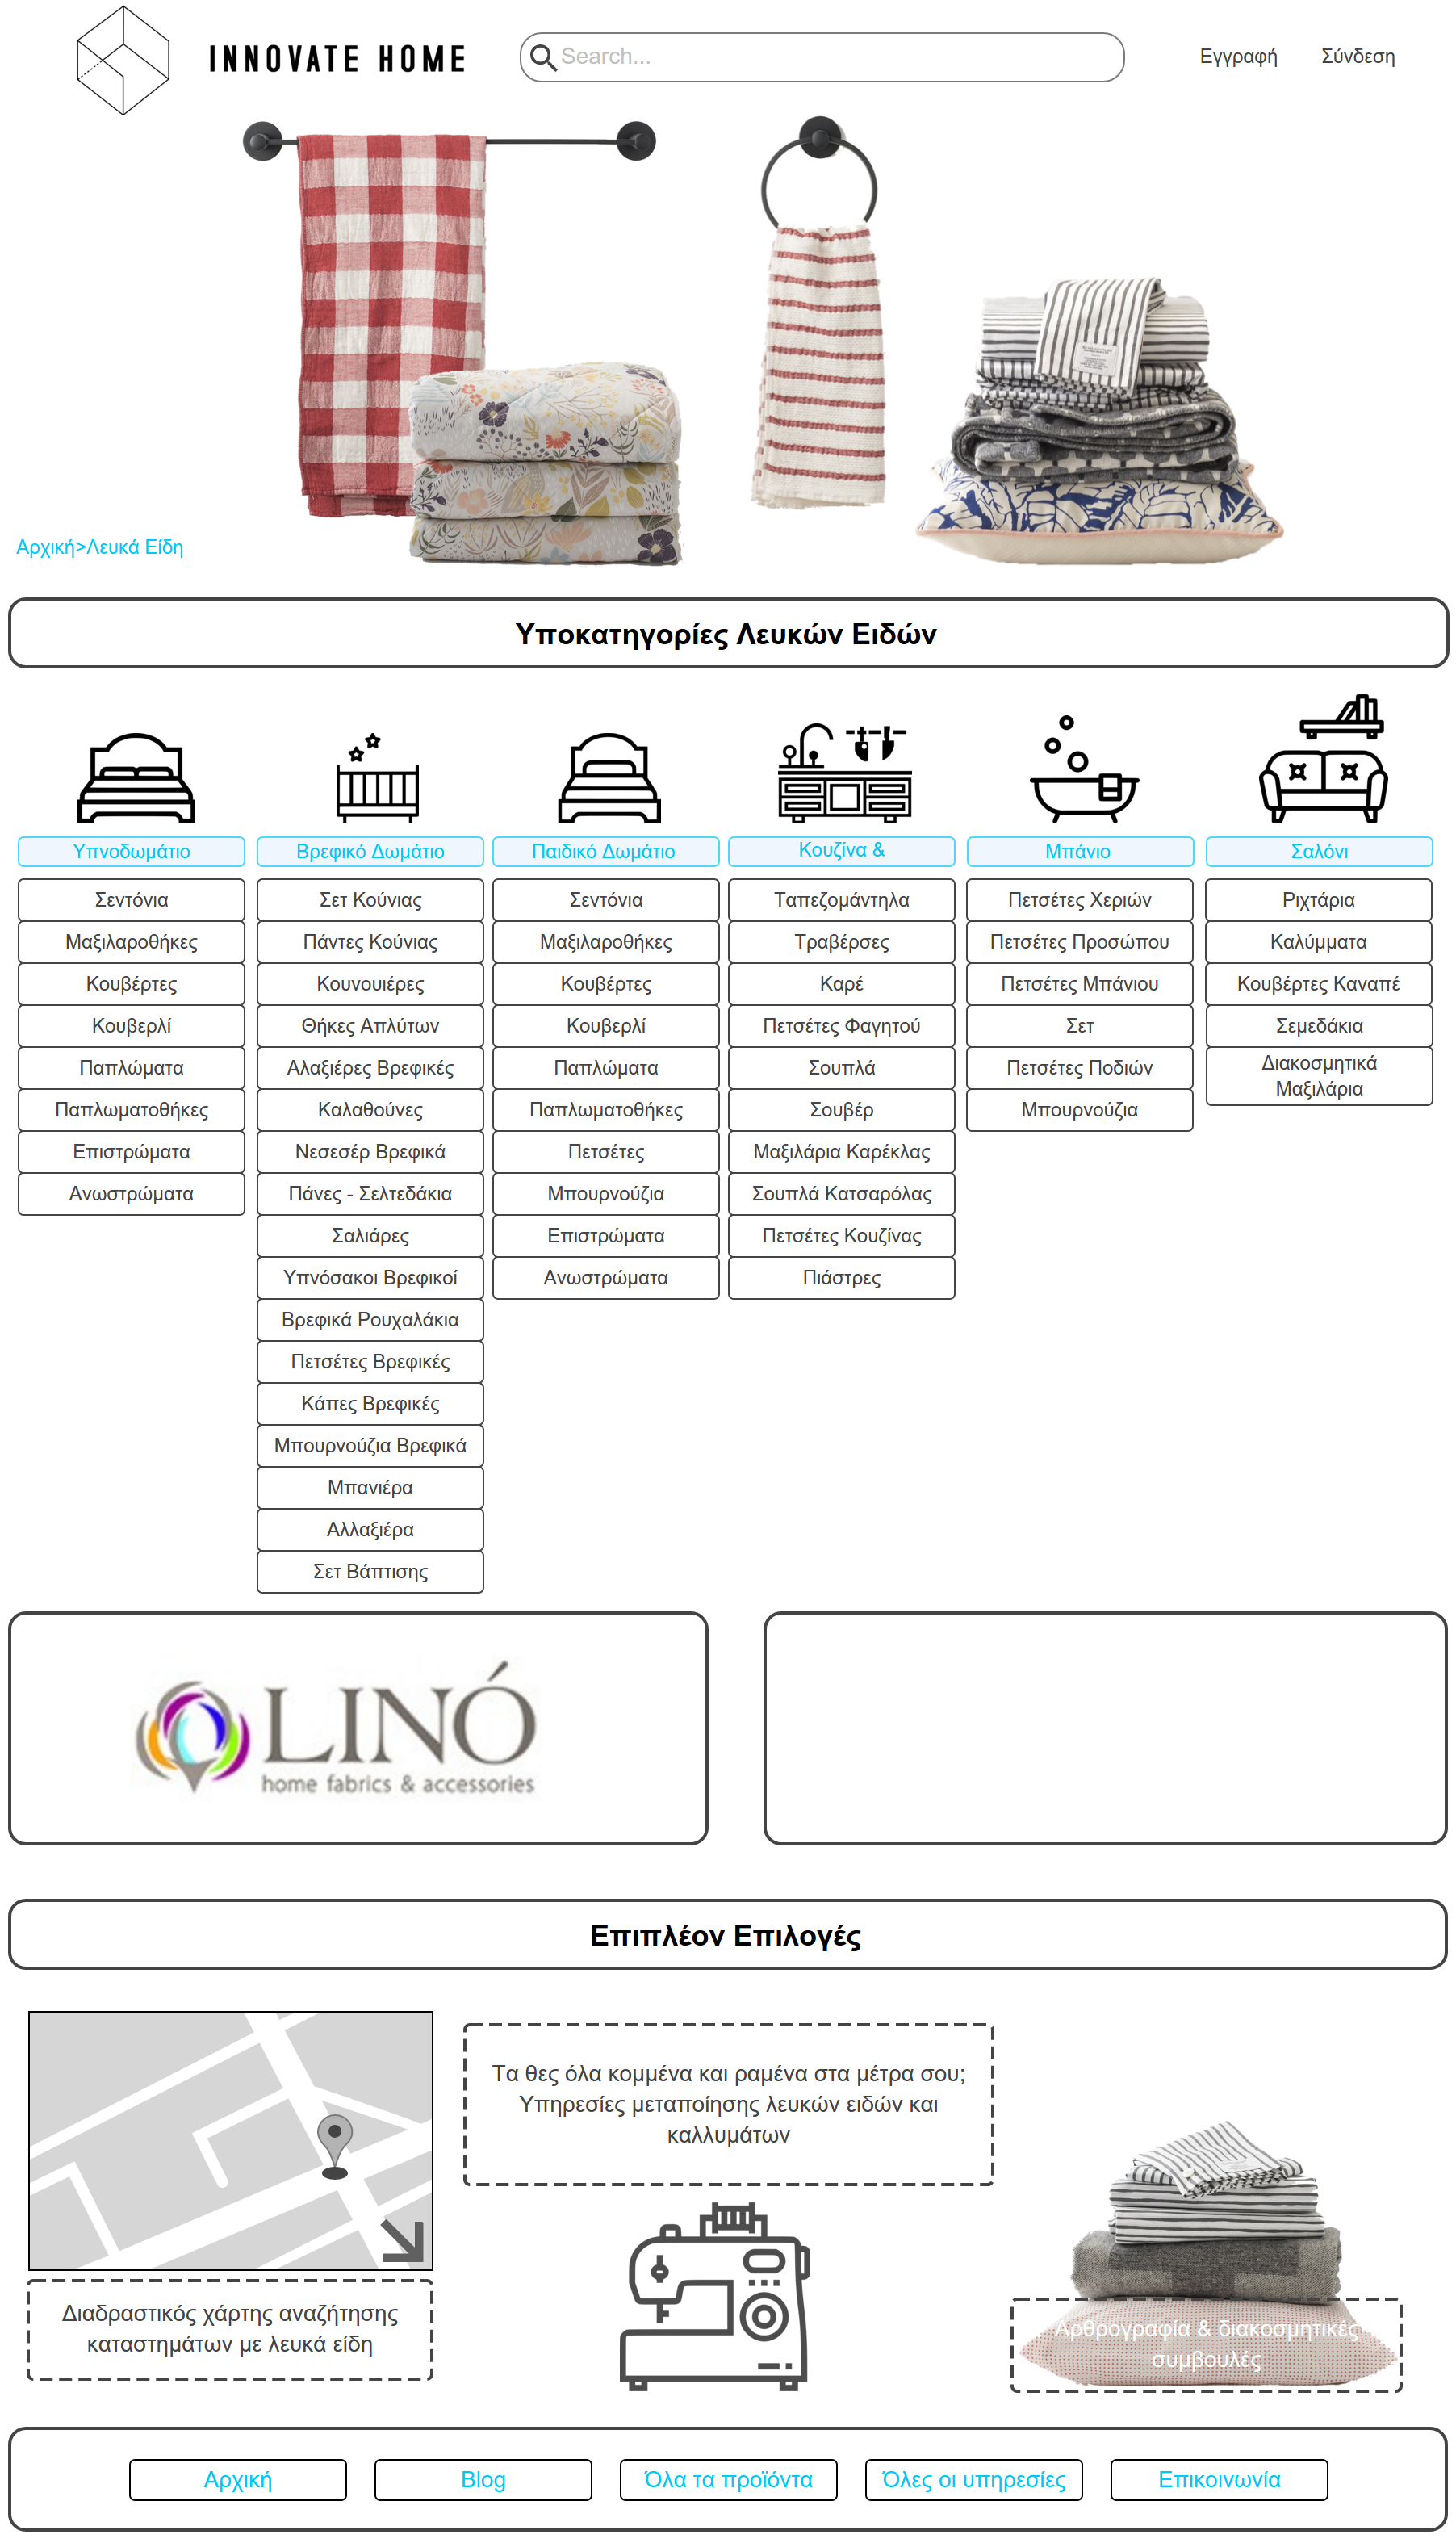 INNOVATE HOME
Search...
Εγγραφή
Σύνδεση
Αρχική>Λευκά Είδη
Υποκατηγορίες Λευκών Ειδών
Υπνοδωμάτιο
Σεντόνια
Μαξιλαροθήκες
Κουβέρτες
Κουβερλί
Παπλώματα
Παπλωματοθήκες
Επιστρώματα
Ανωστρώματα
Βρεφικό Δωμάτιο
Σετ Κούνιας
Πάντες Κούνιας
Κουνουιέρες
Θήκες Απλύτων
Αλαξιέρες Βρεφικές
Καλαθούνες
Νεσεσέρ Βρεφικά
Πάνες - Σελτεδάκια
Σαλιάρες
Υπνόσακοι Βρεφικοί
Βρεφικά Ρουχαλάκια
Πετσέτες Βρεφικές
Κάπες Βρεφικές
Μπουρνούζια Βρεφικά
Μπανιέρα
Αλλαξιέρα
Σετ Βάπτισης
Παιδικό Δωμάτιο
Σεντόνια
Μαξιλαροθήκες
Κουβέρτες
Κουβερλί
Παπλώματα
Παπλωματοθήκες
Πετσέτες
Μπουρνούζια
Επιστρώματα
Ανωστρώματα
Κουζίνα &
Ταπεζομάντηλα
Τραβέρσες
Καρέ
Πετσέτες Φαγητού
Σουπλά
Σουβέρ
Μαξιλάρια Καρέκλας
Σουπλά Κατσαρόλας
Πετσέτες Κουζίνας
Πιάστρες
Μπάνιο
Πετσέτες Χεριών
Πετσέτες Προσώπου
Πετσέτες Μπάνιου
Σετ
Πετσέτες Ποδιών
Μπουρνούζια
Σαλόνι
Ριχτάρια
Καλύμματα
Κουβέρτες Καναπέ
Σεμεδάκια
Διακοσμητικά
Μαξιλάρια
LINÓ
home fabrics & accessories
Επιπλέον Επιλογές
Διαδραστικός χάρτης αναζήτησης
καταστημάτων με λευκά είδη
Τα θες όλα κομμένα και ραμένα στα μέτρα σου;
Υπηρεσίες μεταποίησης λευκών ειδών και
καλλυμάτων
Αρθρογραφία & διακοσμητικές
συμβουλές
Αρχική
Blog
Όλα τα προϊόντα
Όλες οι υπηρεσίες
Επικοινωνία